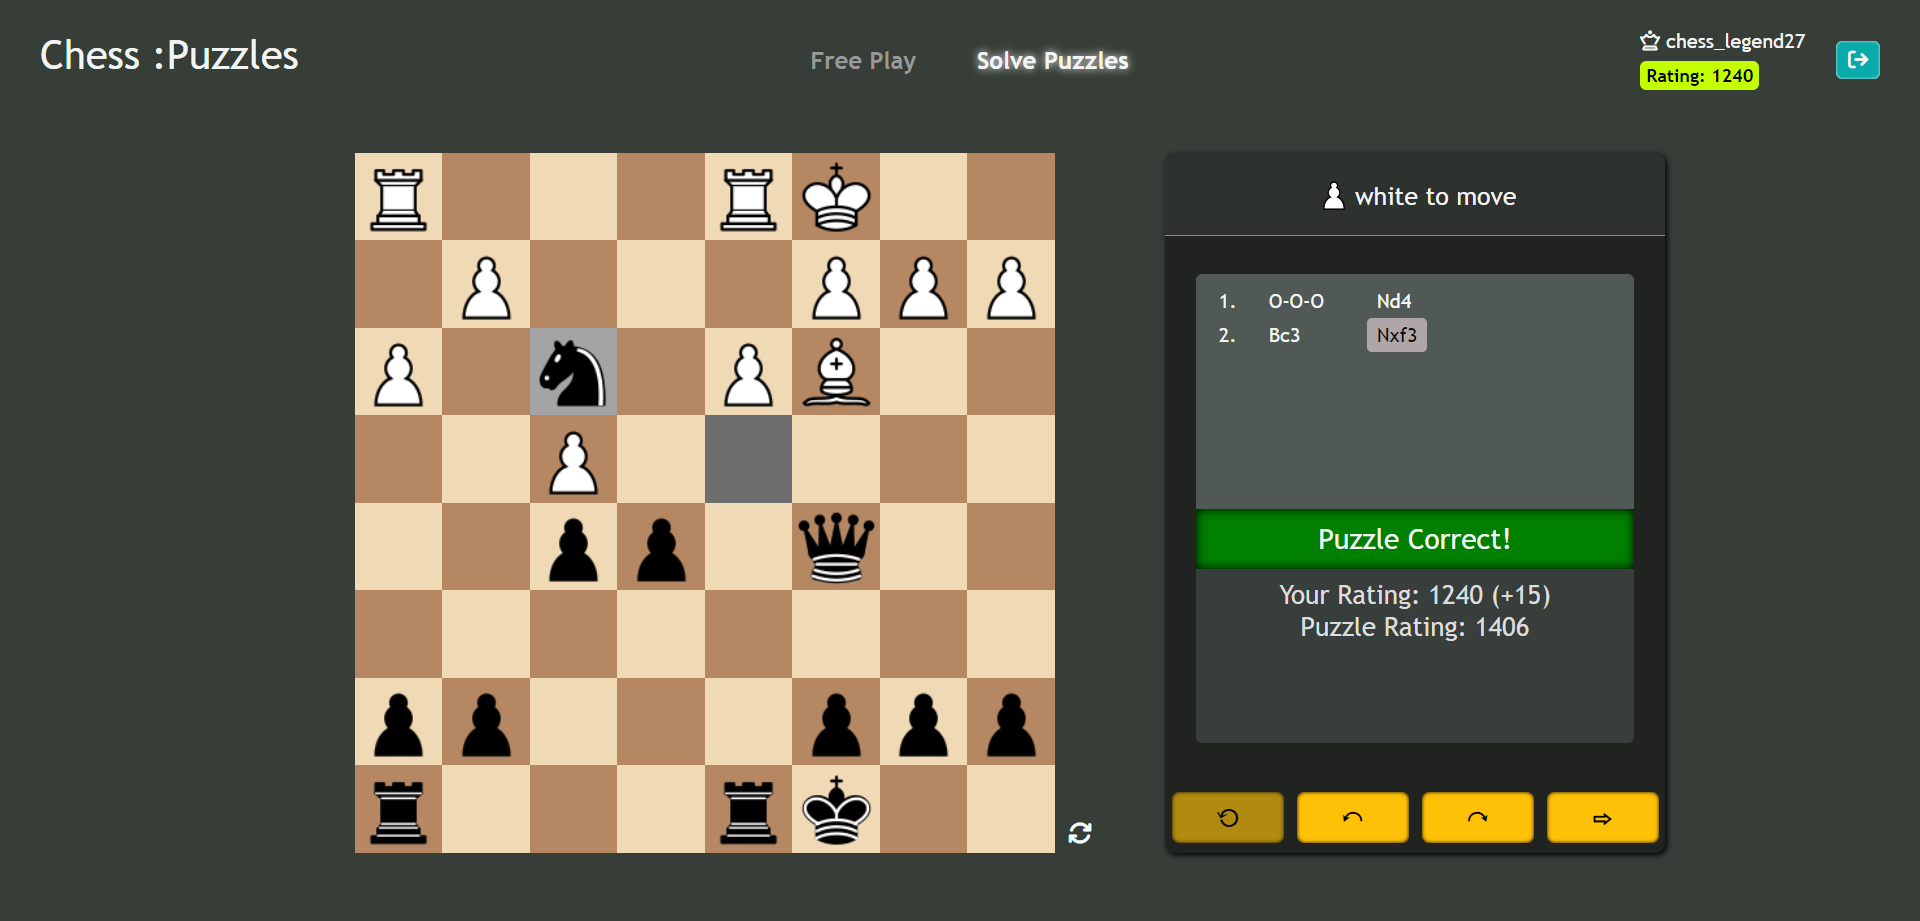 Chess :Puzzles
Free Play
Solve Puzzles
chess_legend27
Rating: 1240
white to move
1. O-O-O Nd4
2. Bc3 Nxf3
Puzzle Correct!
Your Rating: 1240 (+15)
Puzzle Rating: 1406